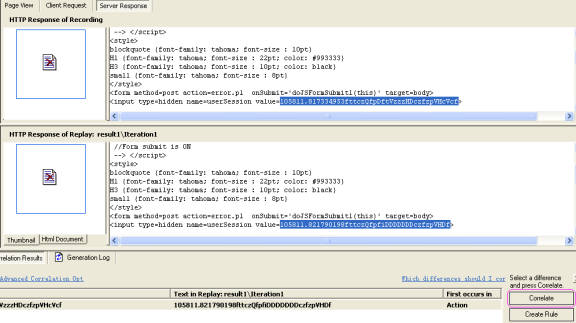 Page View Client Request Server Response
HTTP Response of Recording
--> </script>
<style>
blockquote {font-family: tahoma; font-size : 10pt}
H1 {font-family: tahoma; font-size : 22pt; color: #993333}
H3 {font-family: tahoma; font-size : 10pt; color: black}
small {font-family: tahoma; font-size : 8pt}
</style>
<form method=post action=error.pl onSubmit='doJSFormSubmit1(this)' target=body>
<input type=hidden name=userSession value=105811.817334953fttczQfpDftVzzzHDczfzpVHcVcf>
HTTP Response of Replay: result1\Iteration1
//Form submit is ON
--> </script>
<style>
blockquote {font-family: tahoma; font-size : 10pt}
H1 {font-family: tahoma; font-size : 22pt; color: #993333}
H3 {font-family: tahoma; font-size : 10pt; color: black}
small {font-family: tahoma; font-size : 8pt}
</style>
<form method=post action=error.pl onSubmit='doJSFormSubmit1(this)' target=body>
<input type=hidden name=userSession value=105811.821790198fttczQfpfiDDDDDDDczfzpVHDf>
Thumbnail Html Document
rrelation Results Generation Log
Advanced Correlation Opt Which differences should I cor Select a difference
and press Correlate.
Text in Replay: result1\Iteration1 First occurs in Correlate
VzzzHDczfzpVHcVcf 105811.821790198fttczQfpfiDDDDDDDczfzpVHDf Action
Create Rule